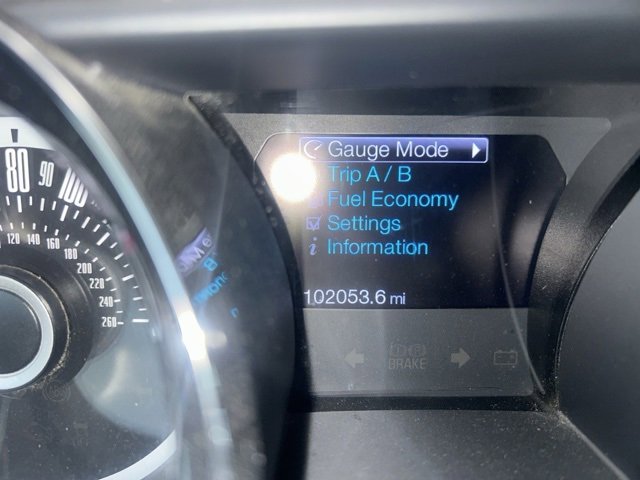 Gauge Mode
Trip A / B
Fuel Economy
Settings
i Information
102053.6 mi
BRAKE
80 90 100
120 140 160 180 200 220 240 260